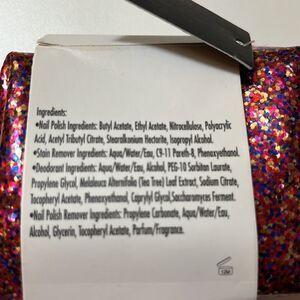 Ingredients:
•Nail Polish Ingredients: Butyl Acetate, Ethyl Acetate, Nitrocellulose, Polyacrylic
Acid, Acetyl Tributyl Citrate, Stearalkonium Hectorite, Isopropyl Alcohol.
•Stain Remover Ingredients: Aqua/Water/Eau, C9-11 Pareth-8, Phenoxyethanol.
•Deodorant Ingredients: Aqua/Water/Eau, Alcohol, PEG-10 Sorbitan Laurate,
Propylene Glycol, Melaleuca Alternifolia (Tea Tree) Leaf Extract, Sodium Citrate,
Tocopheryl Acetate, Phenoxyethanol, Caprylyl Glycol,Saccharomyces Ferment.
•Nail Polish Remover Ingredients: Propylene Carbonate, Aqua/Water/Eau,
Alcohol, Glycerin, Tocopheryl Acetate, Parfum/Fragrance.
12M